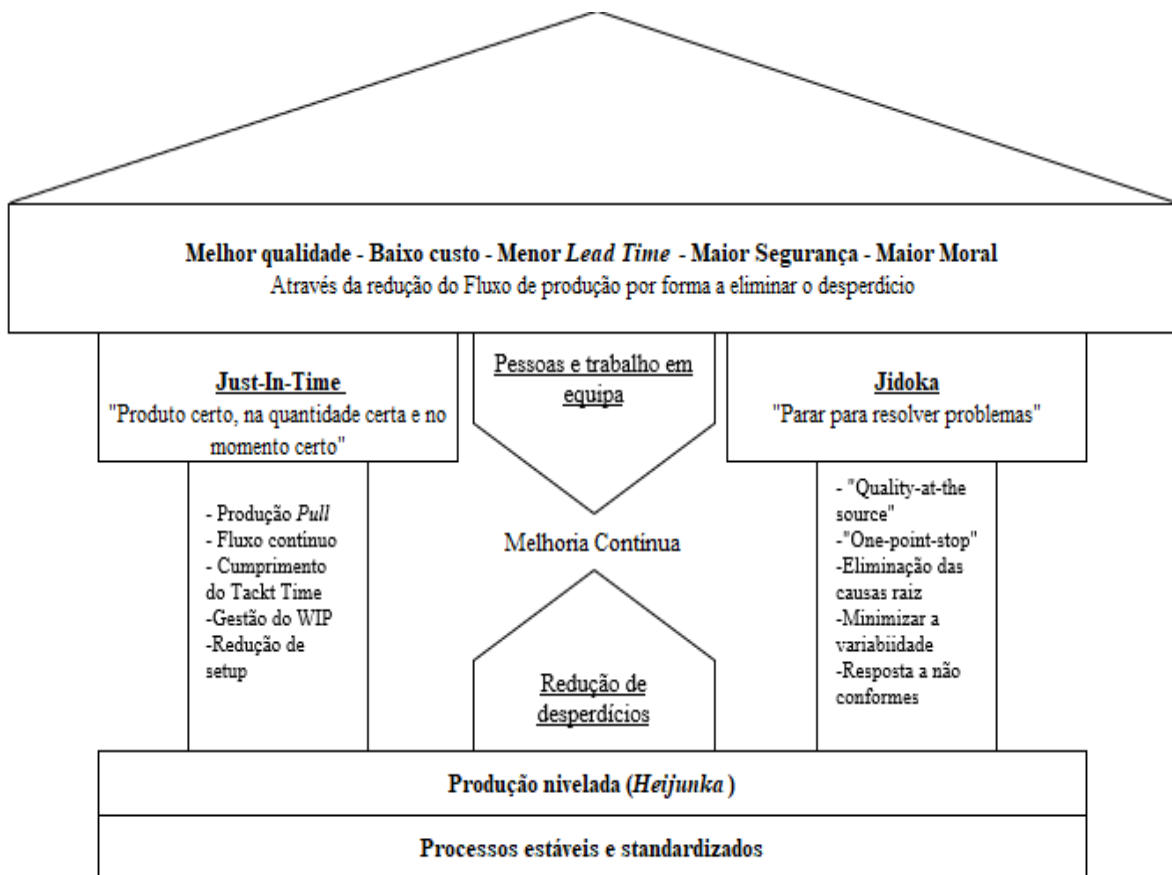 Melhor qualidade - Baixo custo - Menor Lead Time - Maior Segurança - Maior Moral
Através da redução do Fluxo de produção por forma a eliminar o desperdício
Just-In-Time
"Produto certo, na quantidade certa e no
momento certo"
- Produção Pull
- Fluxo contínuo
- Cumprimento
do Tackt Time
-Gestão do WIP
-Redução de
setup
Pessoas e trabalho em
equipa
Melhoria Contínua
Redução de
desperdícios
Jidoka
"Parar para resolver problemas"
- "Quality-at-the
source"
-"One-point-stop"
-Eliminação das
causas raiz
-Minimizar a
variabiidade
-Resposta a não
conformes
Produção nivelada (Heijunka )
Processos estáveis e standardizados